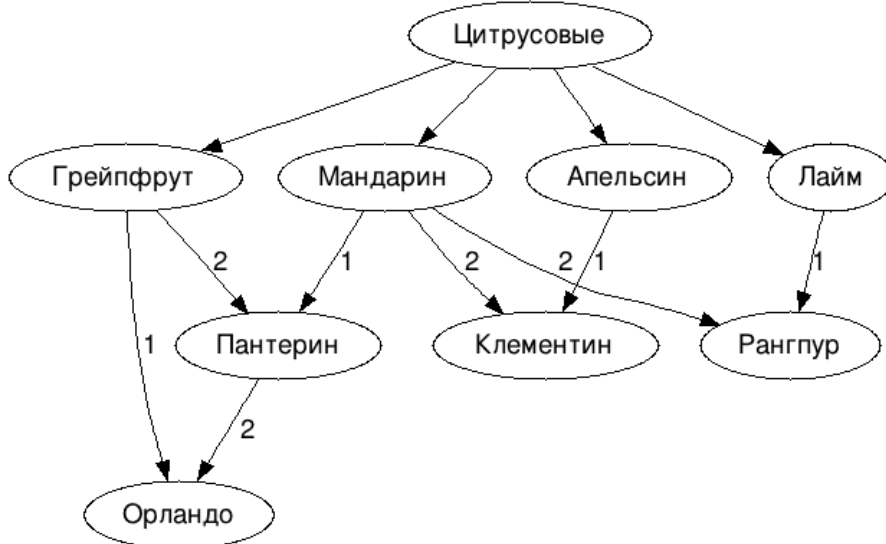 Цитрусовые
Грейпфрут
Мандарин
Апельсин
Лайм
2
1
2
2
1
1
1
Пантерин
Клементин
Рангпур
2
Орландо